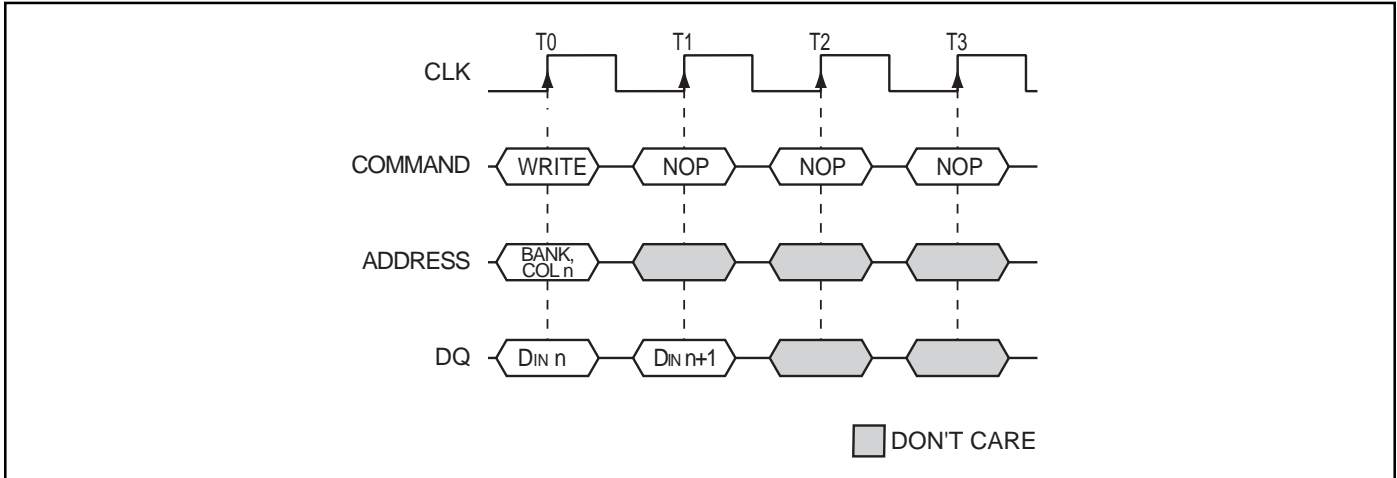 T0 T1 T2 T3
CLK
COMMAND WRITE NOP NOP NOP
ADDRESS BANK,
COL n
DQ DIN n DIN n+1
DON'T CARE